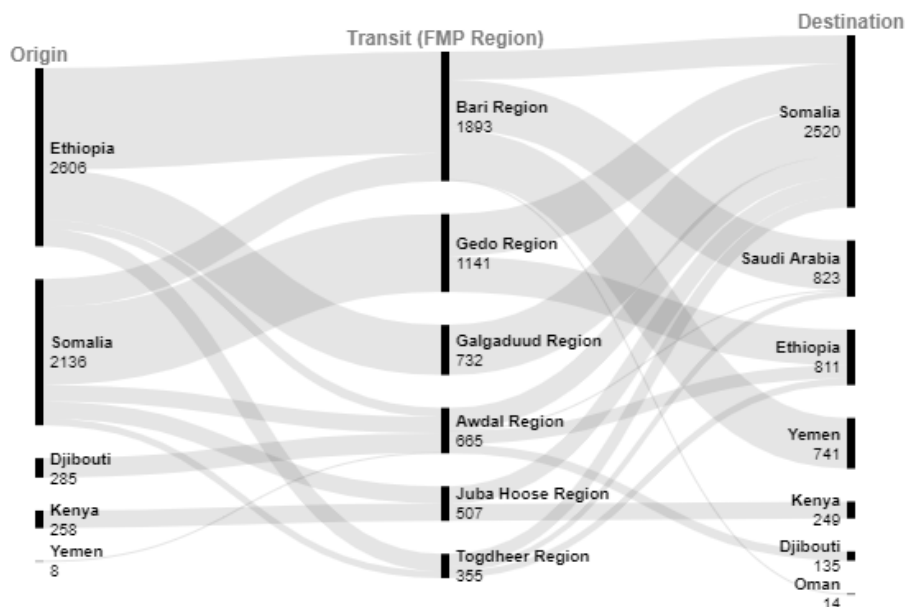 Origin
Transit (FMP Region)
Destination
Ethiopia
2606
Somalia
2136
Djibouti
285
Kenya
258
Yemen
8
Bari Region
1893
Gedo Region
1141
Galgaduud Region
732
Awdal Region
665
Juba Hoose Region
507
Togdheer Region
355
Somalia
2520
Saudi Arabia
823
Ethiopia
811
Yemen
741
Kenya
249
Djibouti
135
Oman
14